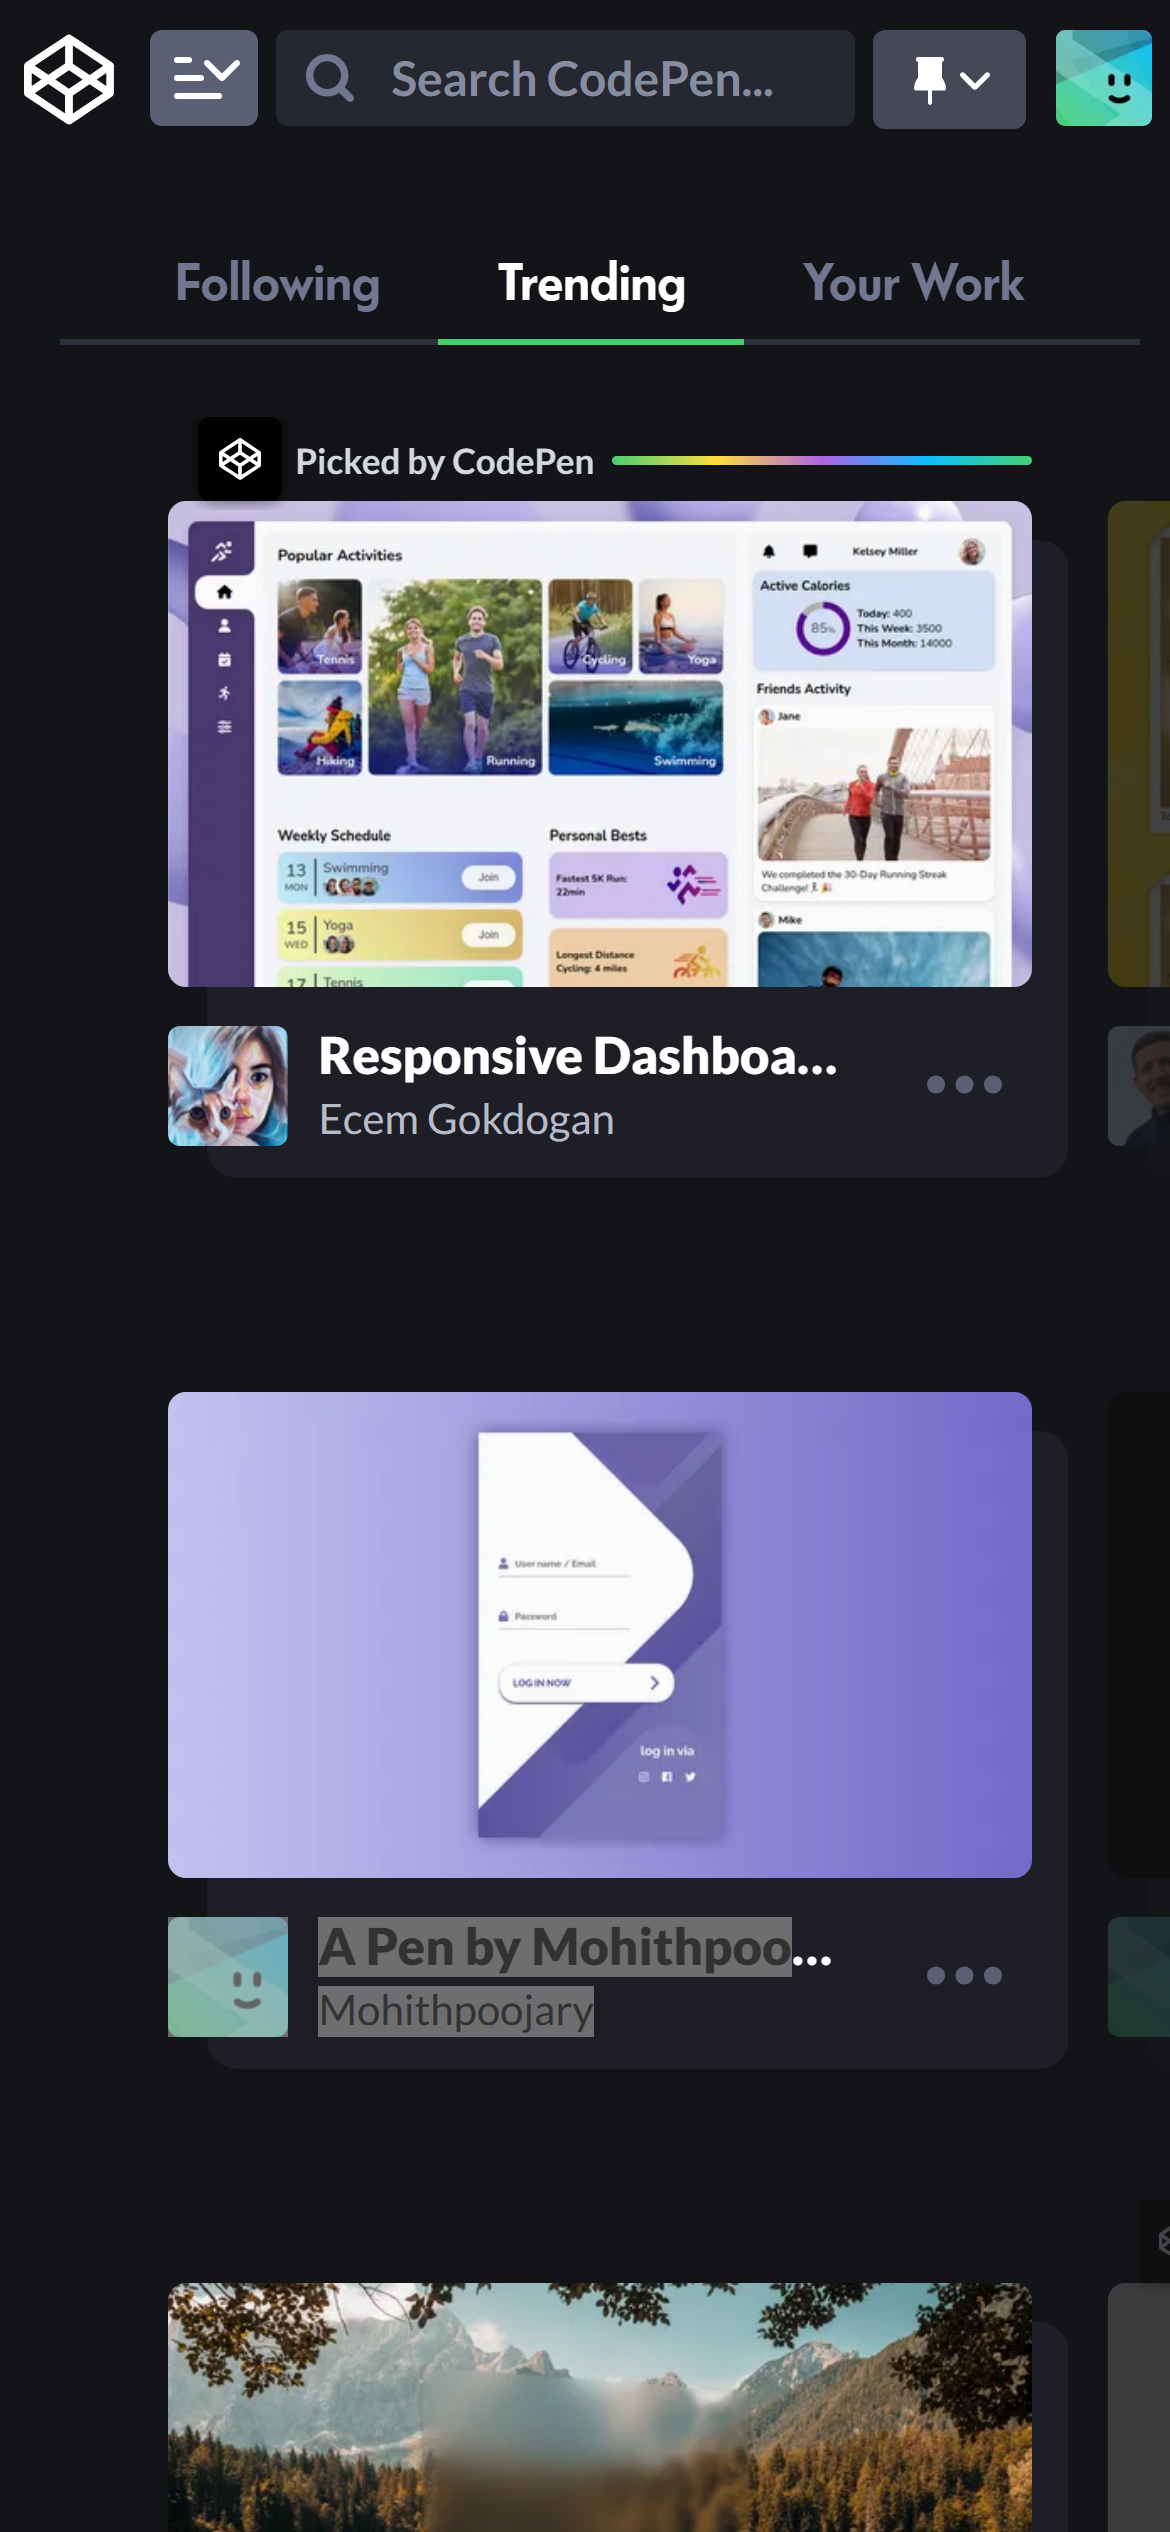 Search CodePen...
Following
Trending
Your Work
Picked by CodePen
Popular Activities
Tennis
Cycling
Yoga
Hiking
Running
Swimming
Kelsey Miller
Active Calories
85%
Today: 400
This Week: 3500
This Month: 14000
Friends Activity
Jane
We completed the 30-Day Running Streak
Challenge!
Mike
Weekly Schedule
13
MON
Swimming
Join
15
WED
Yoga
Join
17
Tennis
Personal Bests
Fastest 5K Run:
22min
Longest Distance
Cycling: 4 miles
Responsive Dashboa...
Ecem Gokdogan
User name / Email
Password
LOG IN NOW
log in via
A Pen by Mohithpoo...
Mohithpoojary